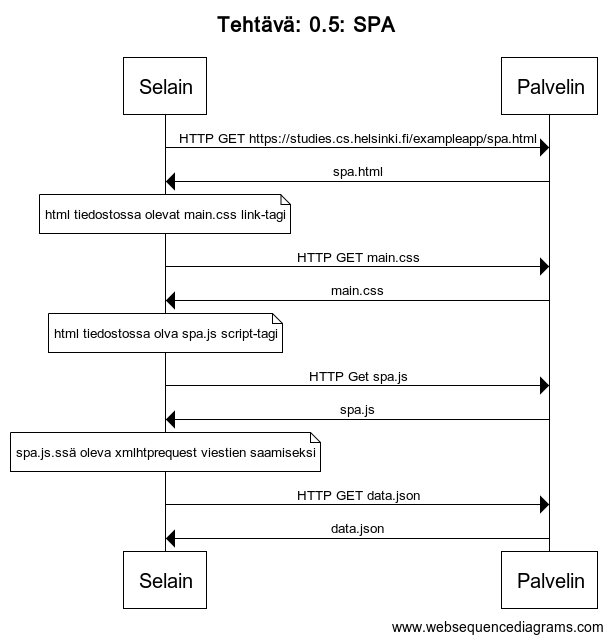 Tehtävä: 0.5: SPA
Selain
Palvelin
HTTP GET https://studies.cs.helsinki.fi/exampleapp/spa.html
spa.html
html tiedostossa olevat main.css link-tagi
HTTP GET main.css
main.css
html tiedostossa olva spa.js script-tagi
HTTP Get spa.js
spa.js
spa.js.ssä oleva xmlhtprequest viestien saamiseksi
HTTP GET data.json
data.json
Selain
Palvelin
www.websequencediagrams.com